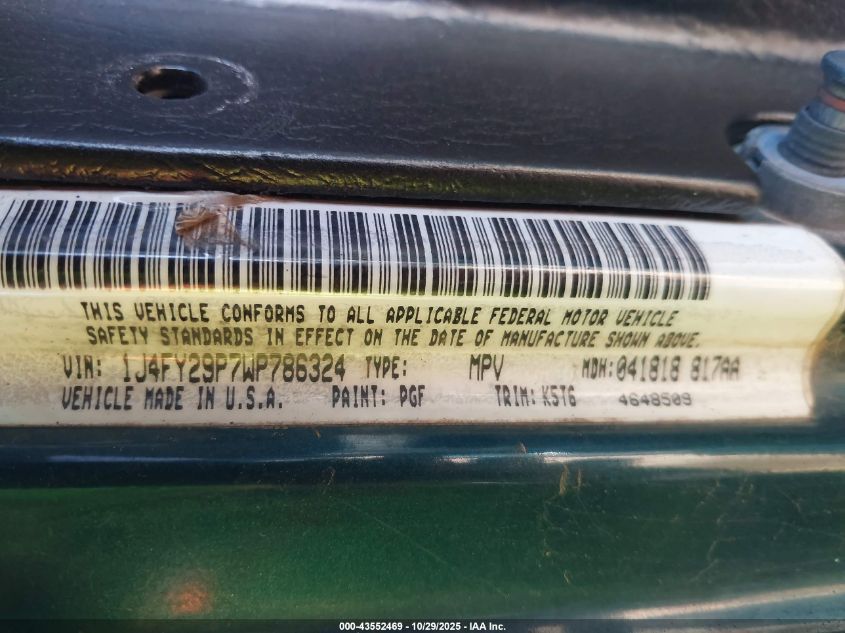 THIS VEHICLE CONFORMS TO ALL APPLICABLE FEDERAL MOTOR VEHICLE
SAFETY STANDARDS IN EFFECT ON THE DATE OF MANUFACTURE SHOWN ABOVE.
VIN: 1J4FY29P7WP786324 TYPE: MPV MDH:041818 817AA
VEHICLE MADE IN U.S.A. PAINT: PGF TRIM: K5T6 4648509
000-43552469 - 10/29/2025 - IAA Inc.